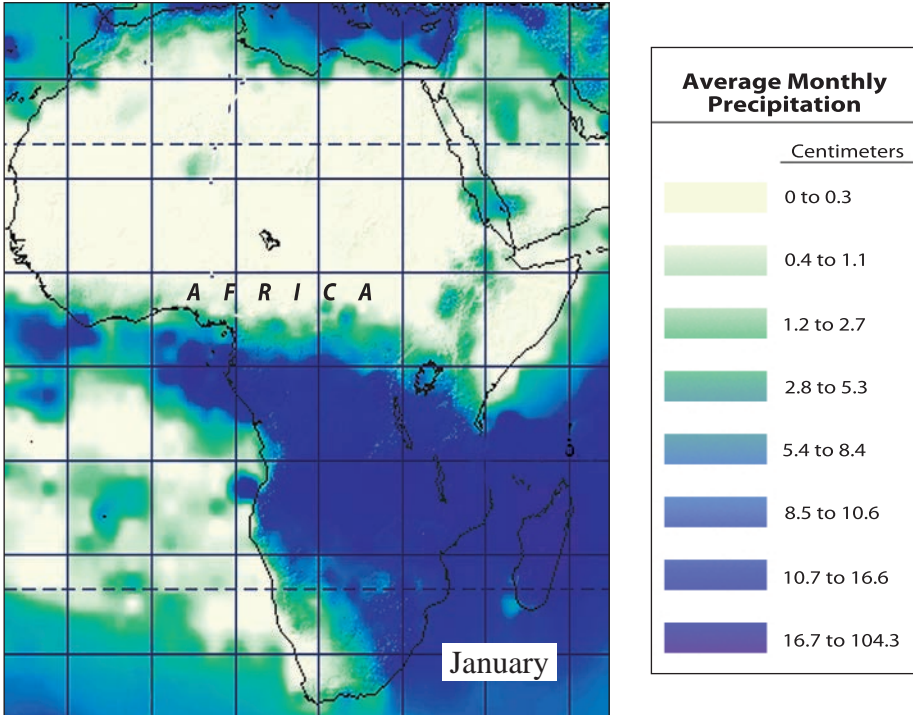 A F R I C A
January
Average Monthly
Precipitation
Centimeters
0 to 0.3
0.4 to 1.1
1.2 to 2.7
2.8 to 5.3
5.4 to 8.4
8.5 to 10.6
10.7 to 16.6
16.7 to 104.3